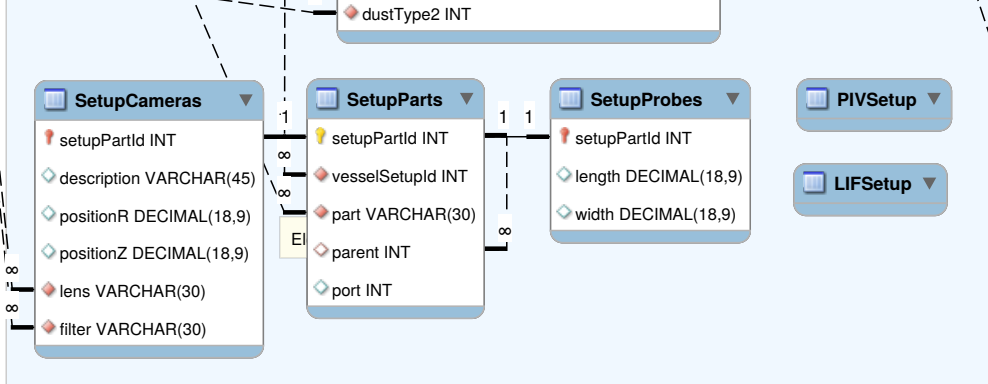 dustType2 INT
SetupCameras
setupPartId INT
description VARCHAR(45)
positionR DECIMAL(18,9)
positionZ DECIMAL(18,9)
lens VARCHAR(30)
filter VARCHAR(30)
∞
∞
1
∞
∞
El
SetupParts
setupPartId INT
vesselSetupId INT
part VARCHAR(30)
parent INT
port INT
1
1
∞
SetupProbes
setupPartId INT
length DECIMAL(18,9)
width DECIMAL(18,9)
PIVSetup
LIFSetup